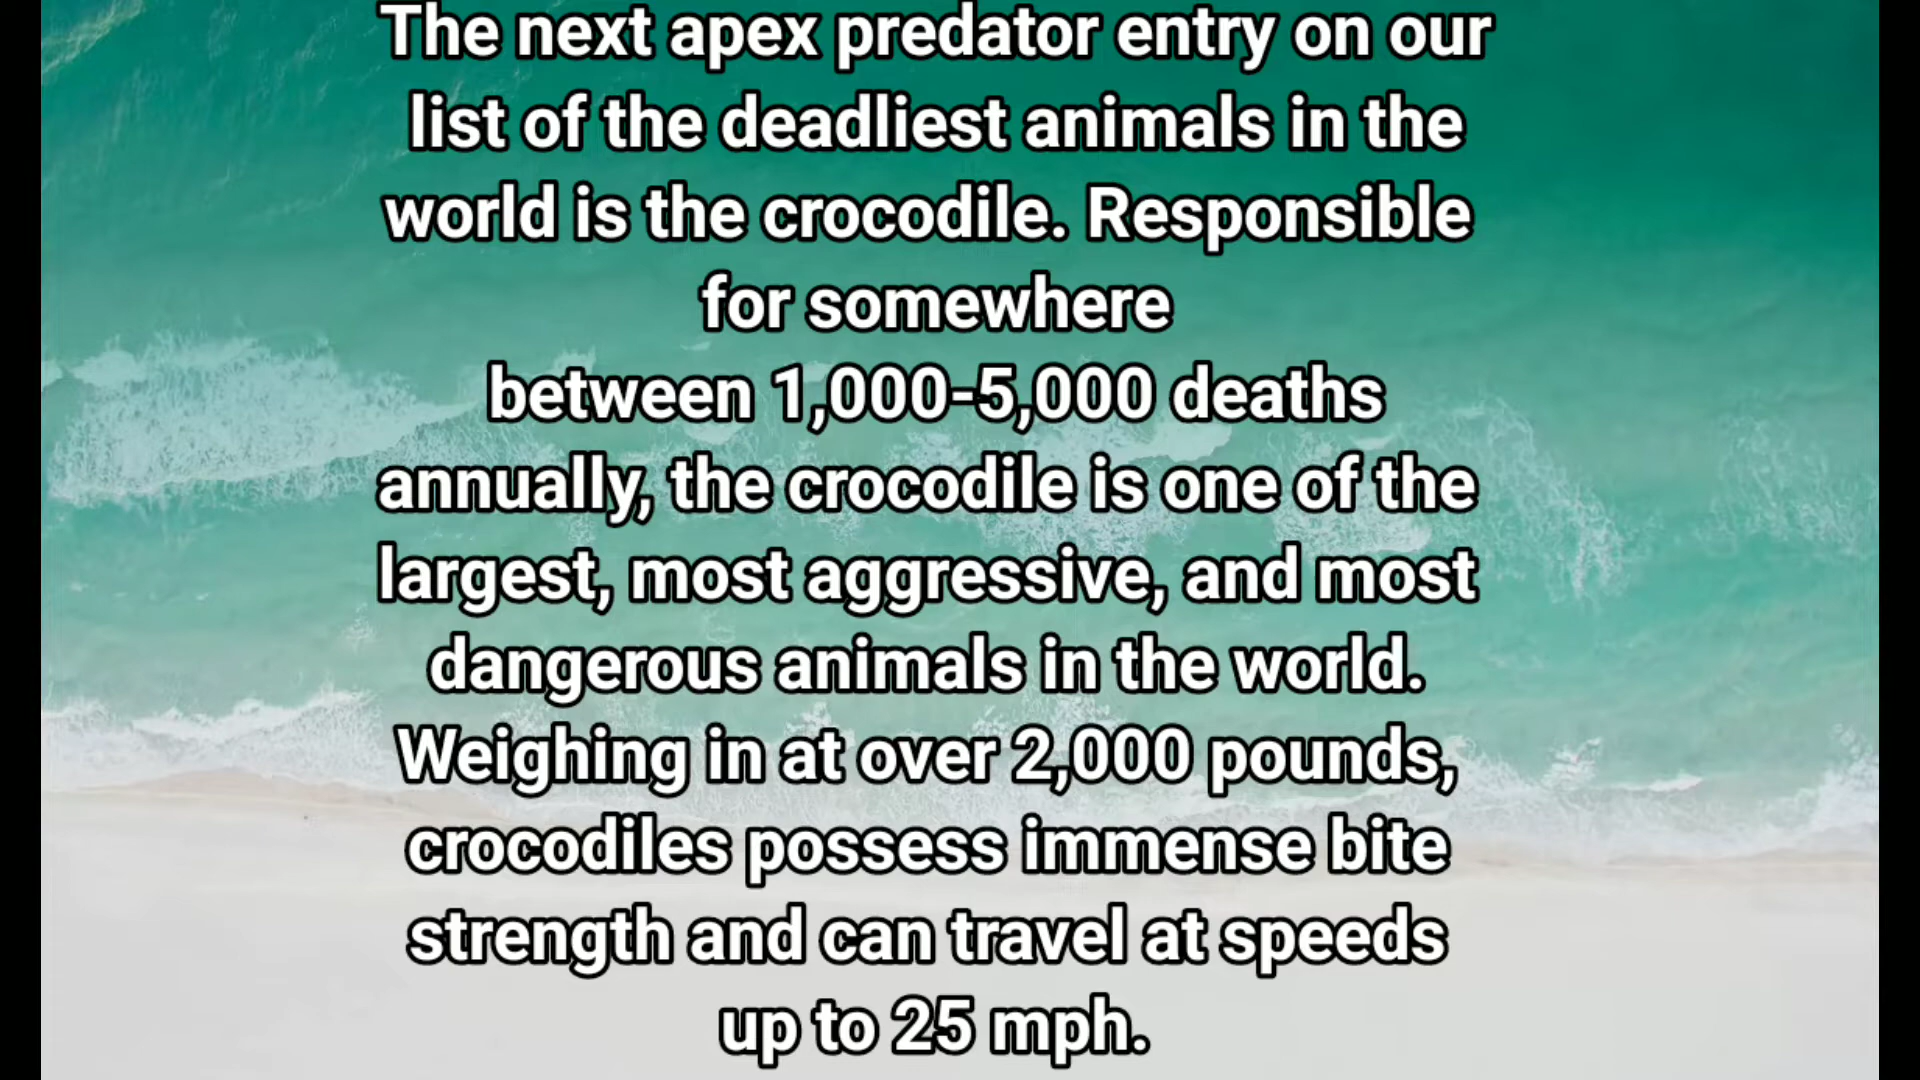 The next apex predator entry on our
list of the deadliest animals in the
world is the crocodile. Responsible
for somewhere
between 1,000-5,000 deaths
annually, the crocodile is one of the
largest, most aggressive, and most
dangerous animals in the world.
Weighing in at over 2,000 pounds,
crocodiles possess immense bite
strength and can travel at speeds
up to 25 mph.